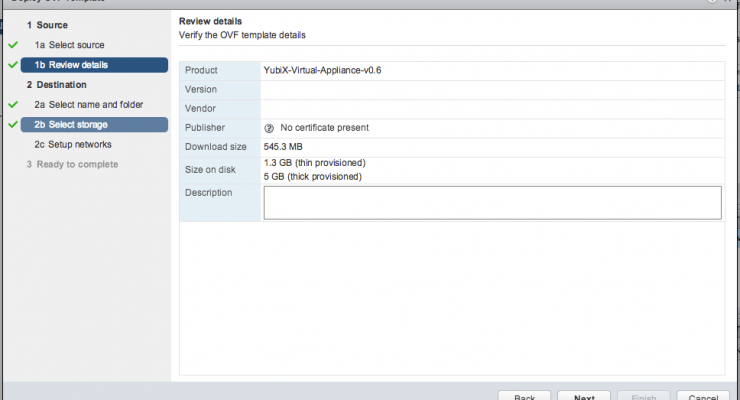 Deploy OVF Template
1 Source
1a Select source
1b Review details
2 Destination
2a Select name and folder
2b Select storage
2c Setup networks
3 Ready to complete
Review details
Verify the OVF template details
Product YubiX-Virtual-Appliance-v0.6
Version
Vendor
Publisher No certificate present
Download size 545.3 MB
Size on disk 1.3 GB (thin provisioned)
5 GB (thick provisioned)
Description
Back Next Finish Cancel